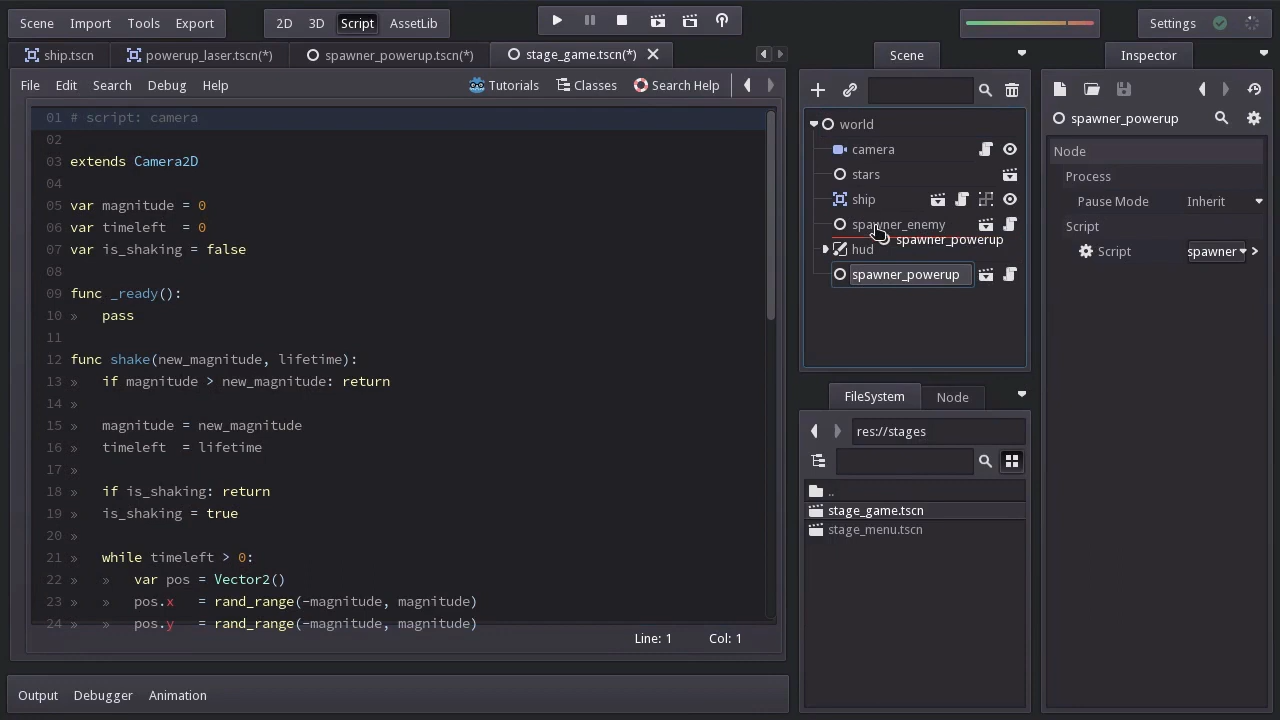 Scene Import Tools Export 2D 3D Script AssetLib Settings
ship.tscn powerup_laser.tscn(*) spawner_powerup.tscn(*) stage_game.tscn(*)
File Edit Search Debug Help Tutorials Classes Search Help
01 # script: camera
02
03 extends Camera2D
04
05 var magnitude = 0
06 var timeleft = 0
07 var is_shaking = false
08
09 func _ready():
10 » pass
11
12 func shake(new_magnitude, lifetime):
13 » if magnitude > new_magnitude: return
14 »
15 » magnitude = new_magnitude
16 » timeleft = lifetime
17 »
18 » if is_shaking: return
19 » is_shaking = true
20 »
21 » while timeleft > 0:
22 » » var pos = Vector2()
23 » » pos.x = rand_range(-magnitude, magnitude)
24 » » pos.y = rand_range(-magnitude, magnitude)
Line: 1 Col: 1
Output Debugger Animation
Scene
world
camera
stars
ship
spawner_enemy
spawner_powerup
hud
spawner_powerup
FileSystem Node
res://stages
..
stage_game.tscn
stage_menu.tscn
Inspector
spawner_powerup
Node
Process
Pause Mode Inherit
Script
Script spawner